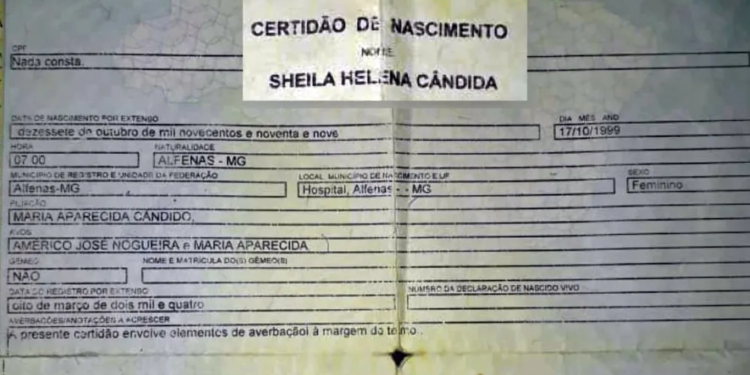 CERTIDÃO DE NASCIMENTO
NOME
SHEILA HELENA CÂNDIDA
CPF
Nada consta.
DATA DE NASCIMENTO POR EXTENSO
DIA MES ANO
dezessete de outubro de mil novecentos e noventa e nove
17/10/1999
HORA
NATURALIDADE
07:00
ALFENAS - MG
MUNICÍPIO DE REGISTRO E UNIDADE DA FEDERAÇÃO
LOCAL MUNICÍPIO DE NASCIMENTO E UF
SEXO
Alfenas-MG
Hospital, Alfenas - - MG
Feminino
FILIAÇÃO
MARIA APARECIDA CÂNDIDO,
AVÓS
AMÉRICO JOSÉ NOGUEIRA e MARIA APARECIDA
GÊMEO
NOME E MATRICULA DO(S) GÊMEO(S)
NÃO
DATA DO REGISTRO POR EXTENSO
NUMERO DA DECLARAÇÃO DE NASCIDO VIVO
oito de março de dois mil e quatro
AVERBAÇÕES/ANOTAÇÕES A ACRESCER
A presente certidão envolve elementos de averbaçãoi à margem do termo.